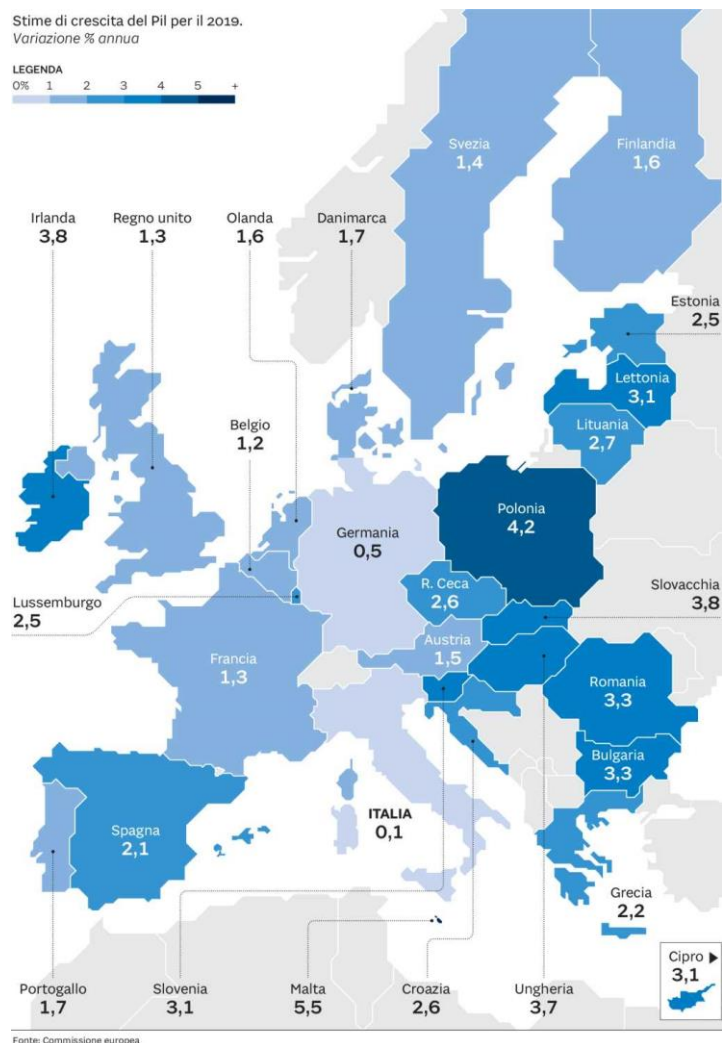 Stime di crescita del Pil per il 2019.
Variazione % annua
LEGENDA
0% 1 2 3 4 5 +
Svezia
1,4
Finlandia
1,6
Irlanda
3,8
Regno unito
1,3
Olanda
1,6
Danimarca
1,7
Estonia
2,5
Lettonia
3,1
Lituania
2,7
Belgio
1,2
Germania
0,5
Polonia
4,2
R. Ceca
2,6
Slovacchia
3,8
Lussemburgo
2,5
Francia
1,3
Austria
1,5
Romania
3,3
Bulgaria
3,3
ITALIA
0,1
Spagna
2,1
Grecia
2,2
Cipro ▶
3,1
Portogallo
1,7
Slovenia
3,1
Malta
5,5
Croazia
2,6
Ungheria
3,7
Fonte: Commissione europea